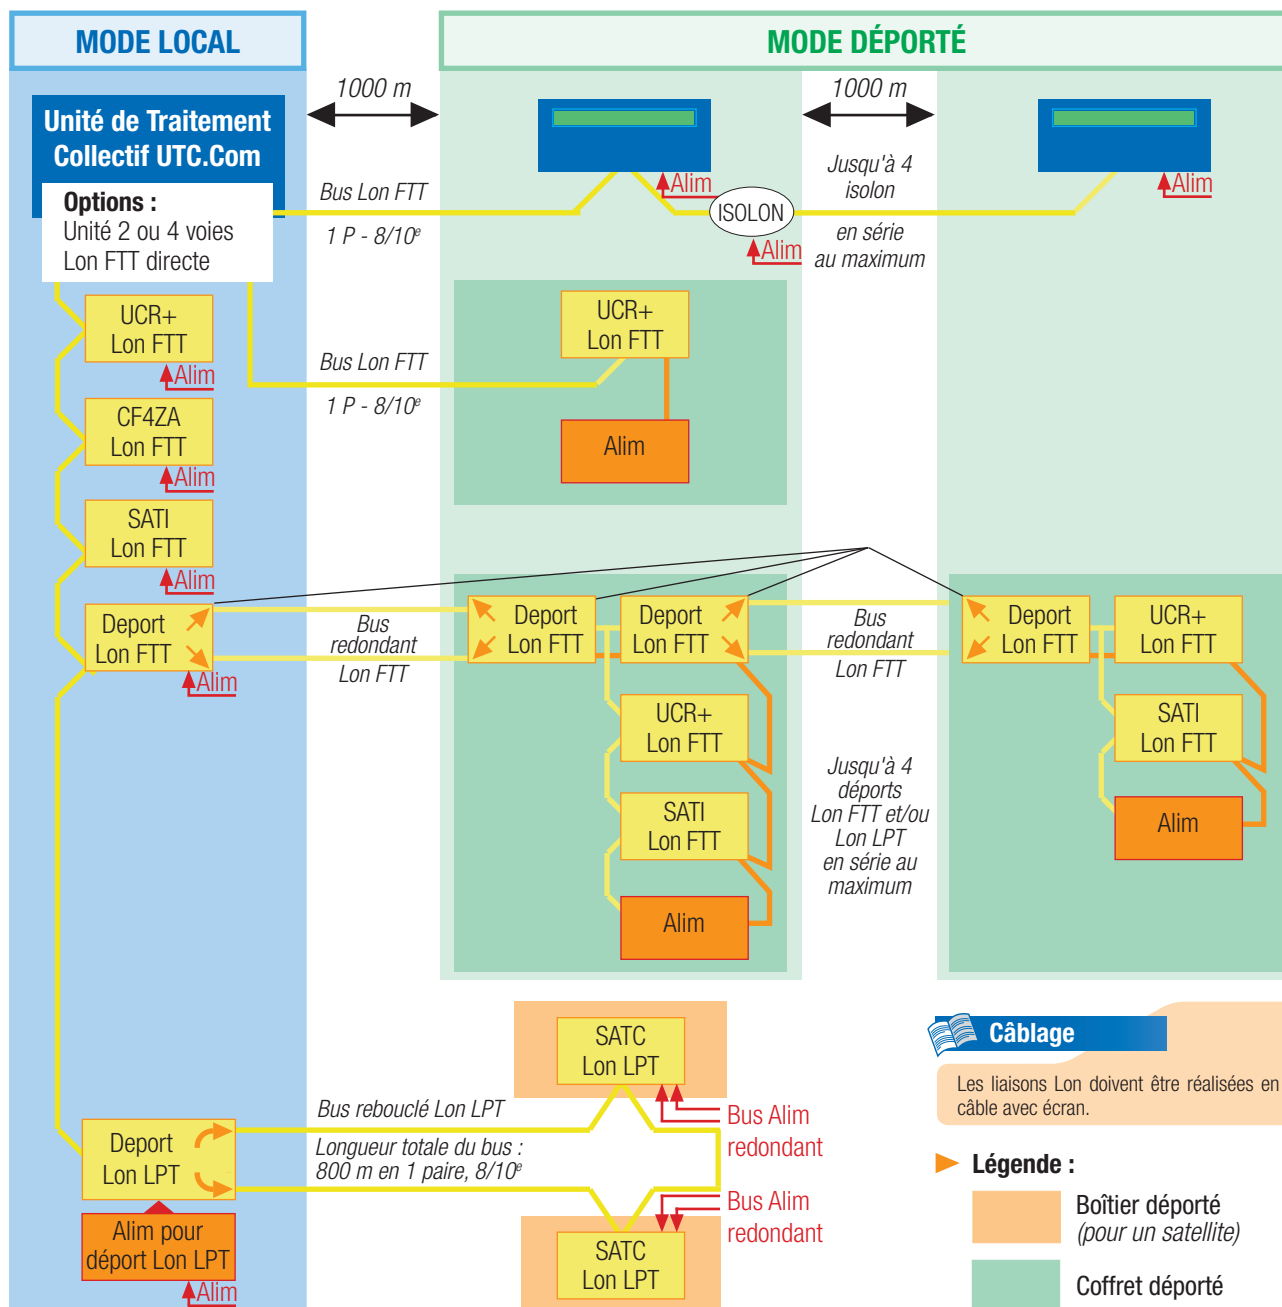 MODE LOCAL
MODE DÉPORTÉ
1000 m
1000 m
Unité de Traitement
Collectif UTC.Com
Options :
Unité 2 ou 4 voies
Lon FTT directe
Bus Lon FTT
1 P - 8/10e
Alim
ISOLON
Alim
Jusqu'à 4
isolon
en série
au maximum
Alim
UCR+
Lon FTT
Alim
Bus Lon FTT
1 P - 8/10e
UCR+
Lon FTT
Alim
CF4ZA
Lon FTT
Alim
SATI
Lon FTT
Alim
Deport
Lon FTT
Alim
Bus
redondant
Lon FTT
Deport
Lon FTT
Deport
Lon FTT
UCR+
Lon FTT
SATI
Lon FTT
Alim
Bus
redondant
Lon FTT
Jusqu'à 4
déports
Lon FTT et/ou
Lon LPT
en série au
maximum
Deport
Lon FTT
UCR+
Lon FTT
SATI
Lon FTT
Alim
Deport
Lon LPT
Alim pour
déport Lon LPT
Alim
Bus rebouclé Lon LPT
Longueur totale du bus :
800 m en 1 paire, 8/10e
SATC
Lon LPT
Bus Alim
redondant
Bus Alim
redondant
SATC
Lon LPT
Câblage
Les liaisons Lon doivent être réalisées en
câble avec écran.
Légende :
Boîtier déporté
(pour un satellite)
Coffret déporté